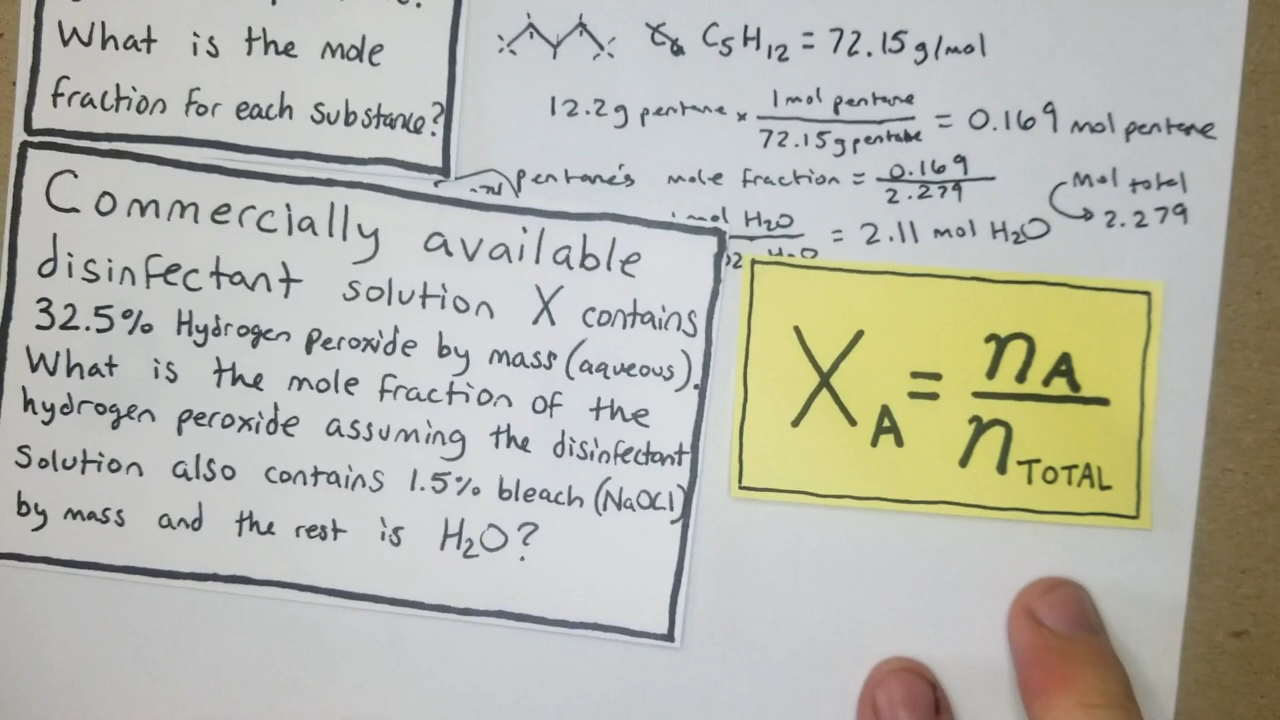 What is the mole
fraction for each substance?
C5H12 = 72.15 g/mol
12.2g pentane x 1 mol pentane / 72.15 g pentane = 0.169 mol pentane
pentane's mole fraction = 0.169 / 2.279
mol total
2.279
mol H2O = 2.11 mol H2O
Commercially available
disinfectant solution X contains
32.5% Hydrogen Peroxide by mass (aqueous).
What is the mole fraction of the
hydrogen peroxide assuming the disinfectant
Solution also contains 1.5% bleach (NaOCl)
by mass and the rest is H2O?
XA = nA / nTOTAL